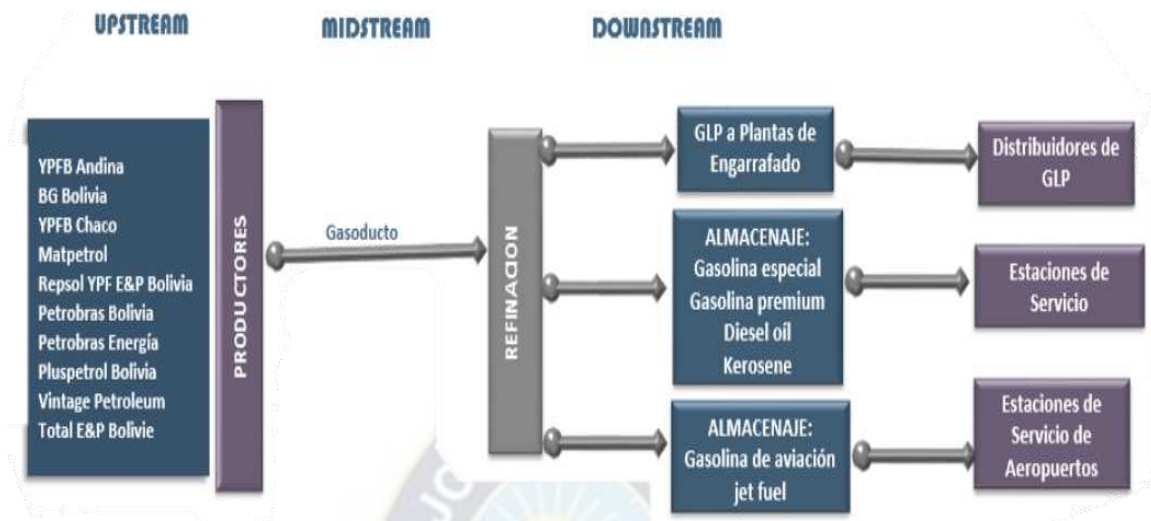 UPSTREAM
MIDSTREAM
DOWNSTREAM
YPFB Andina
BG Bolivia
YPFB Chaco
Matpetrol
Repsol YPF E&P Bolivia
Petrobras Bolivia
Petrobras Energía
Pluspetrol Bolivia
Vintage Petroleum
Total E&P Bolivie
PRODUCTORES
Gasoducto
REFINACION
GLP a Plantas de
Engarrafado
Distribuidores de
GLP
ALMACENAJE:
Gasolina especial
Gasolina premium
Diesel oíl
Kerosene
Estaciones de
Servicio
ALMACENAJE:
Gasolina de aviación
jet fuel
Estaciones de
Servicio de
Aeropuertos